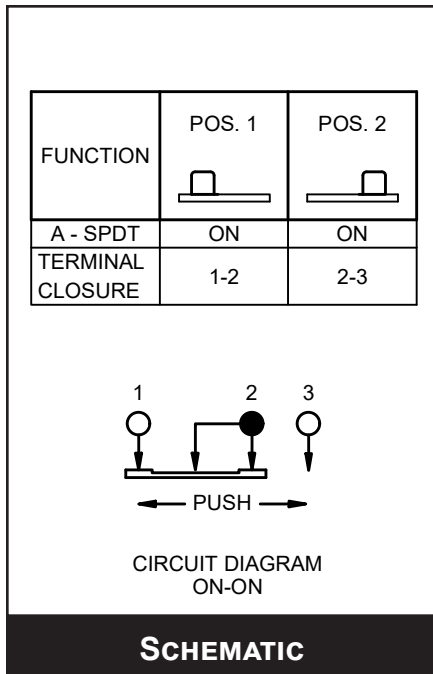 FUNCTION
POS. 1
POS. 2
A - SPDT
ON
ON
TERMINAL
CLOSURE
1-2
2-3
1
2
3
PUSH
CIRCUIT DIAGRAM
ON-ON
SCHEMATIC